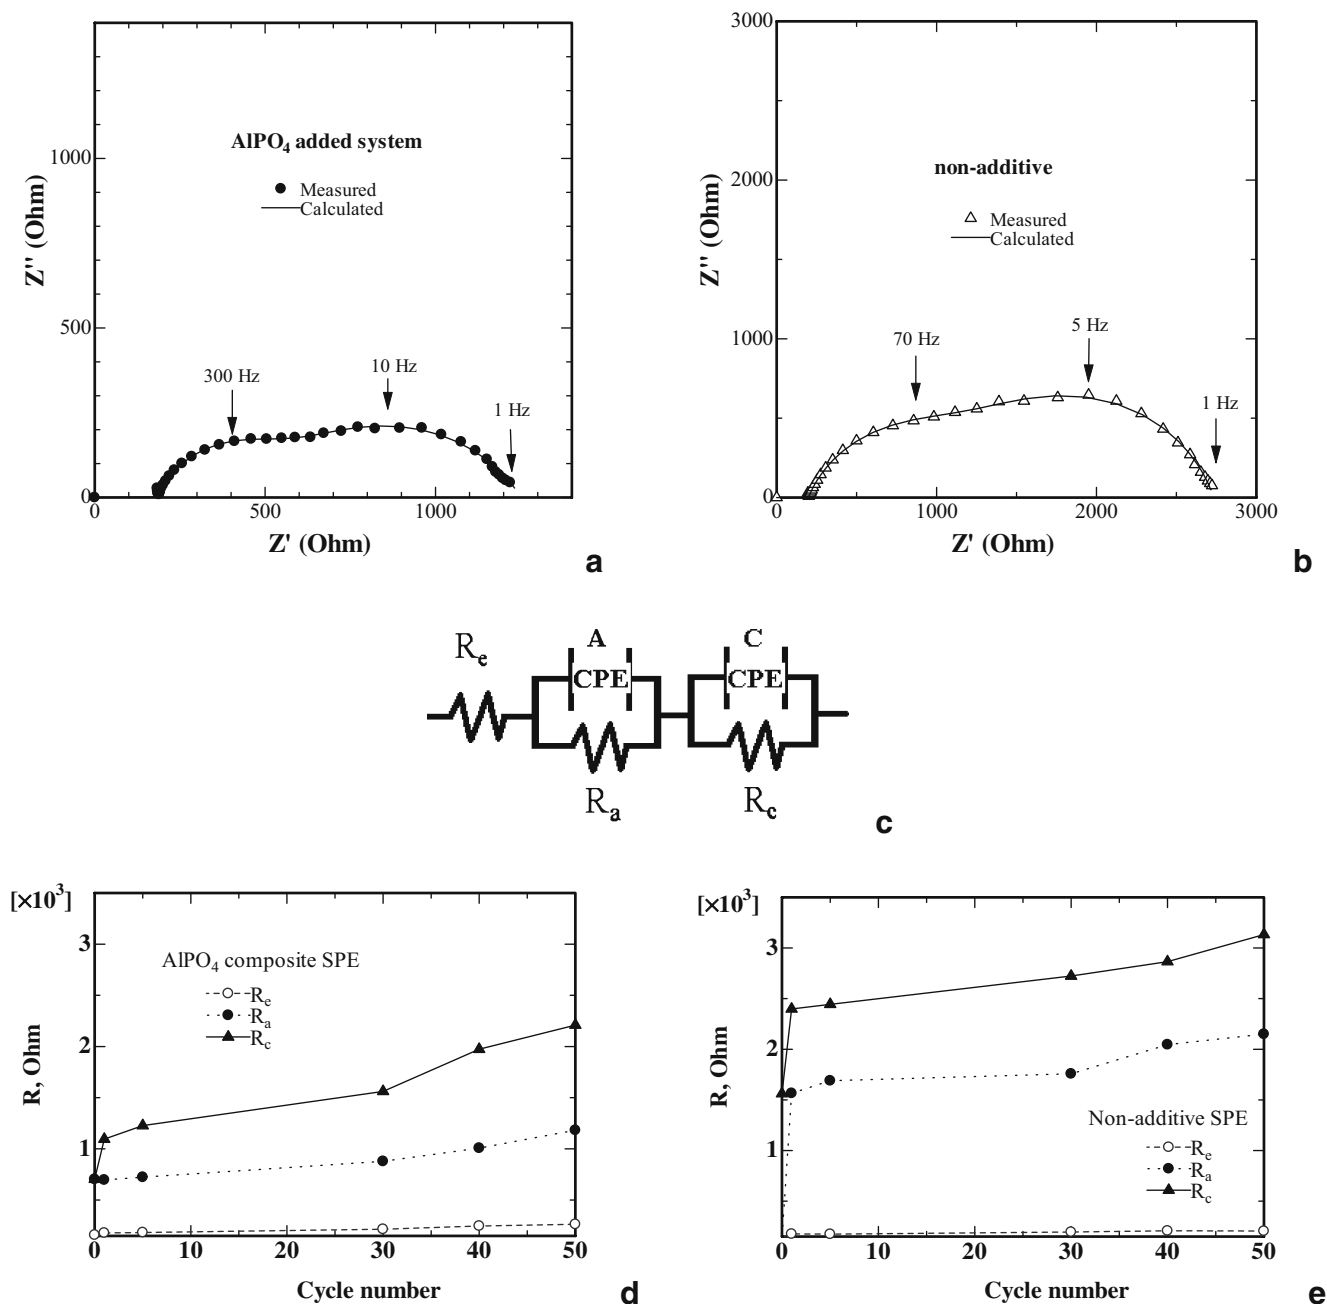 1000
500
0
0
500
1000
Z'' (Ohm)
Z' (Ohm)
AlPO4 added system
Measured
Calculated
300 Hz
10 Hz
1 Hz
a
3000
2000
1000
0
0
1000
2000
3000
Z'' (Ohm)
Z' (Ohm)
non-additive
Measured
Calculated
70 Hz
5 Hz
1 Hz
b
Re
A
CPE
Ra
C
CPE
Rc
c
[×10³]
3
2
1
0
10
20
30
40
50
R, Ohm
Cycle number
AlPO4 composite SPE
Re
Ra
Rc
d
[×10³]
3
2
1
0
10
20
30
40
50
R, Ohm
Cycle number
Non-additive SPE
Re
Ra
Rc
e